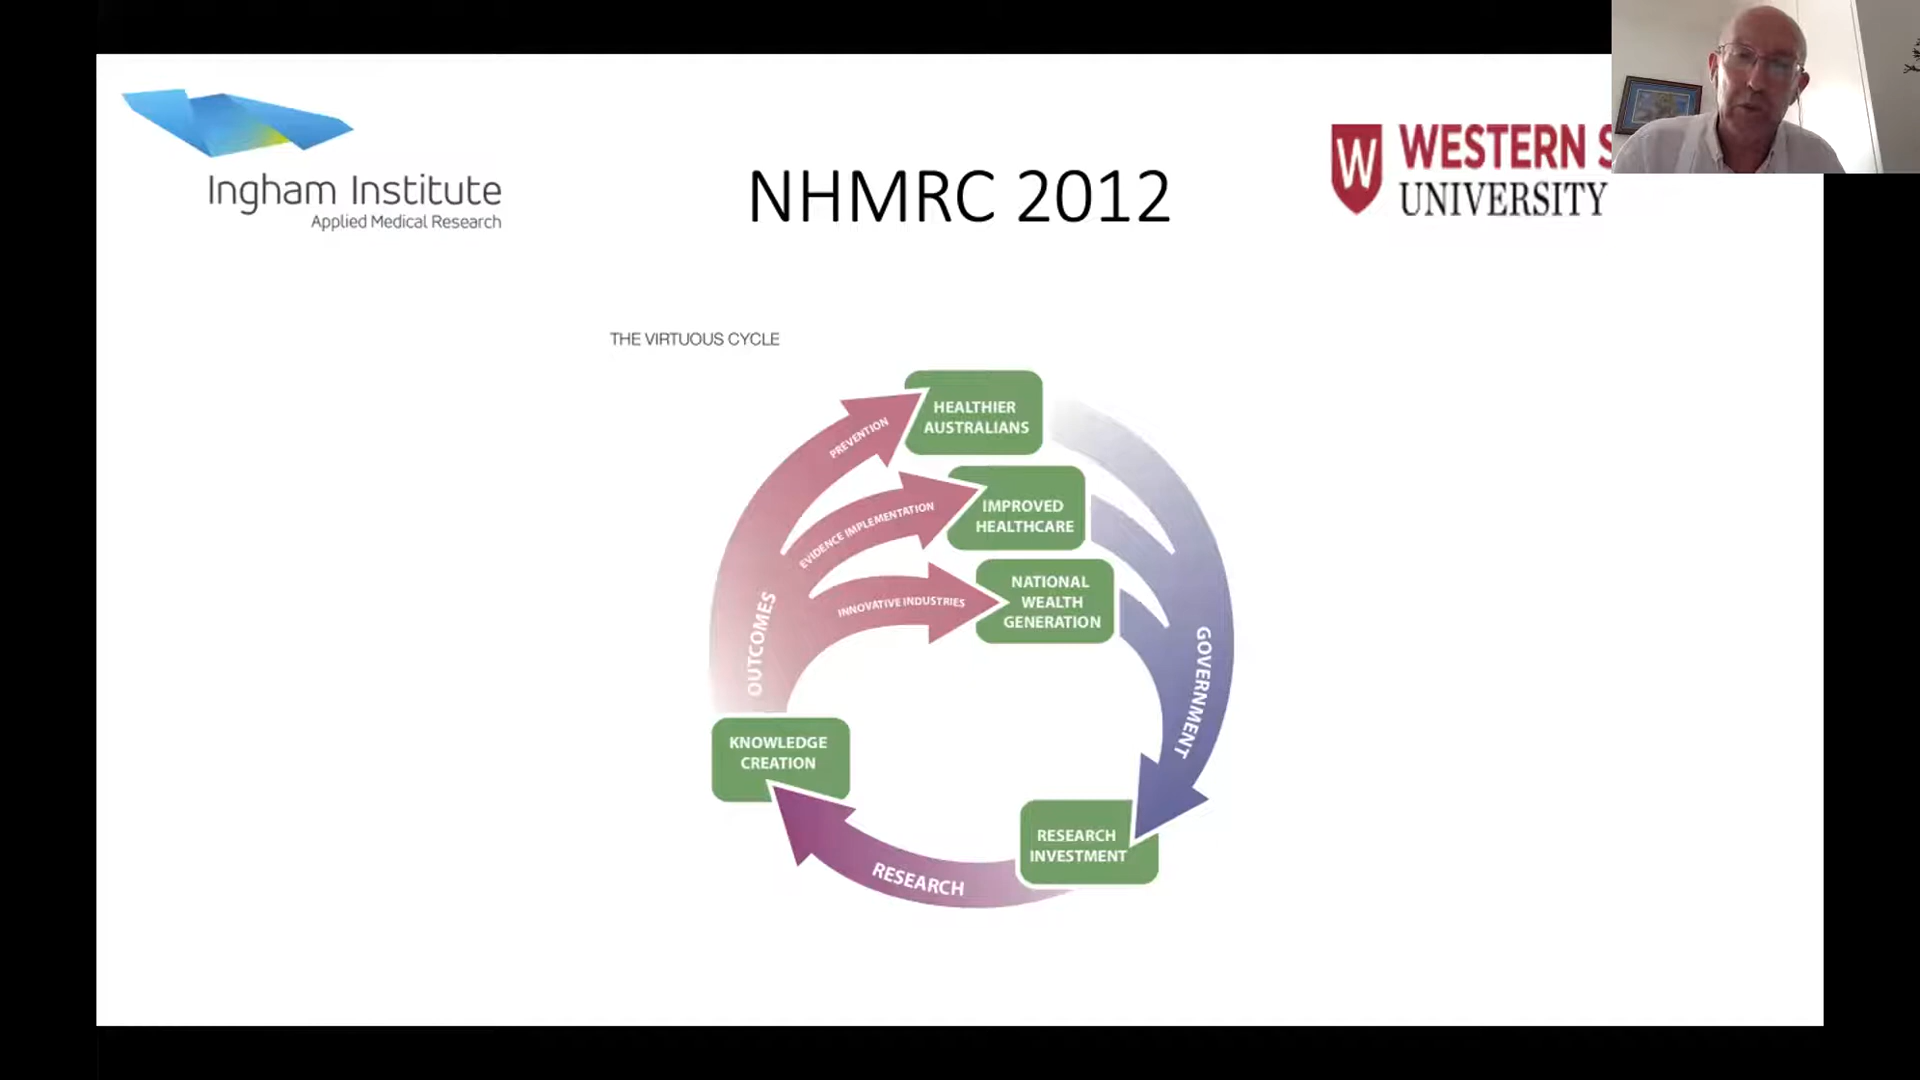 Ingham Institute
Applied Medical Research
NHMRC 2012
WESTERN
UNIVERSITY
THE VIRTUOUS CYCLE
HEALTHIER
AUSTRALIANS
PREVENTION
IMPROVED
HEALTHCARE
EVIDENCE IMPLEMENTATION
NATIONAL
WEALTH
GENERATION
INNOVATIVE INDUSTRIES
OUTCOMES
GOVERNMENT
KNOWLEDGE
CREATION
RESEARCH
INVESTMENT
RESEARCH